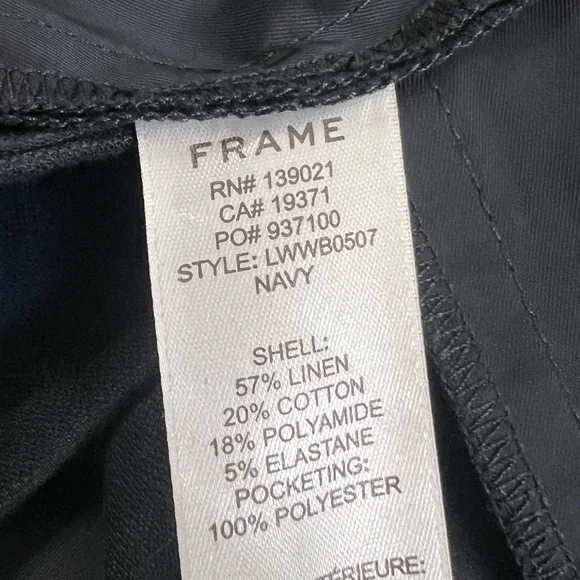 FRAME
RN# 139021
CA# 19371
PO# 937100
STYLE: LWWB0507
NAVY
SHELL:
57% LINEN
20% COTTON
18% POLYAMIDE
5% ELASTANE
POCKETING:
100% POLYESTER